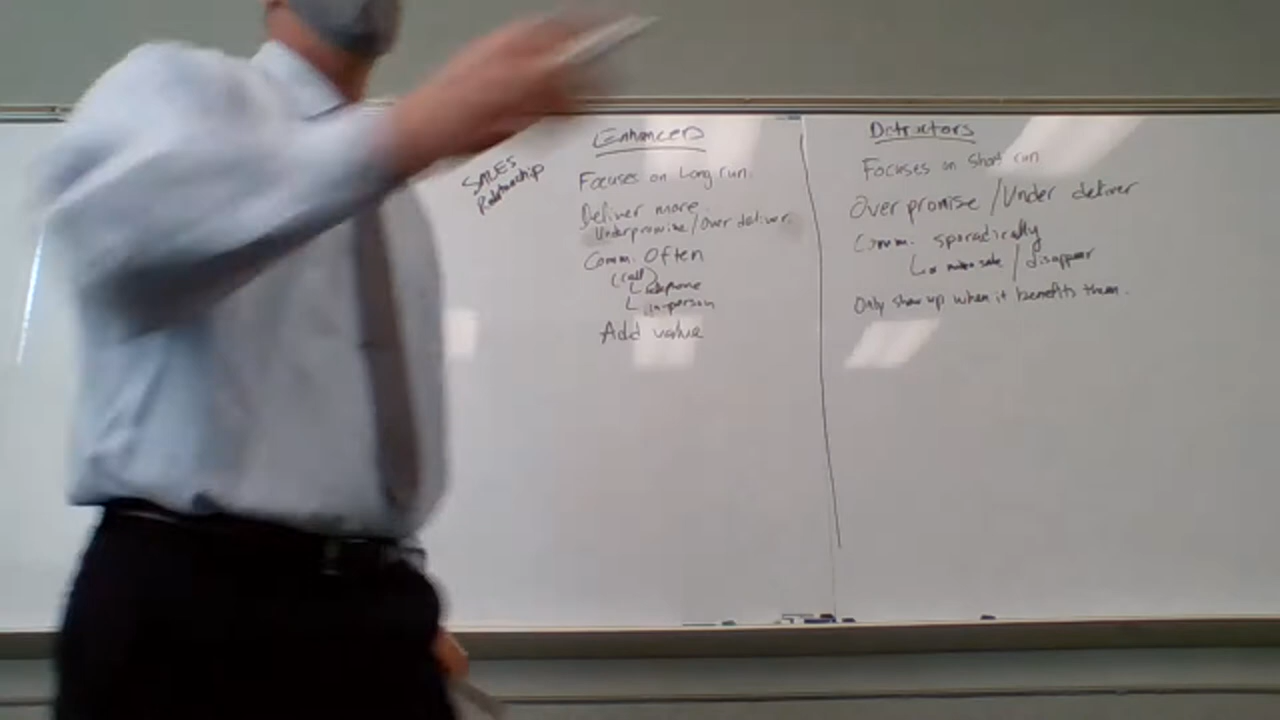 SALES
Relationship
Enhancers
Focuses on Long run.
Deliver more.
Underpromise/Over deliver.
Comm. Often
(call)
telephone
in-person
Add value
Ditractors
Focuses on Short run
Over promise / Under deliver
Comm. sporadically
make sale / disappear
Only show up when it benefits them.